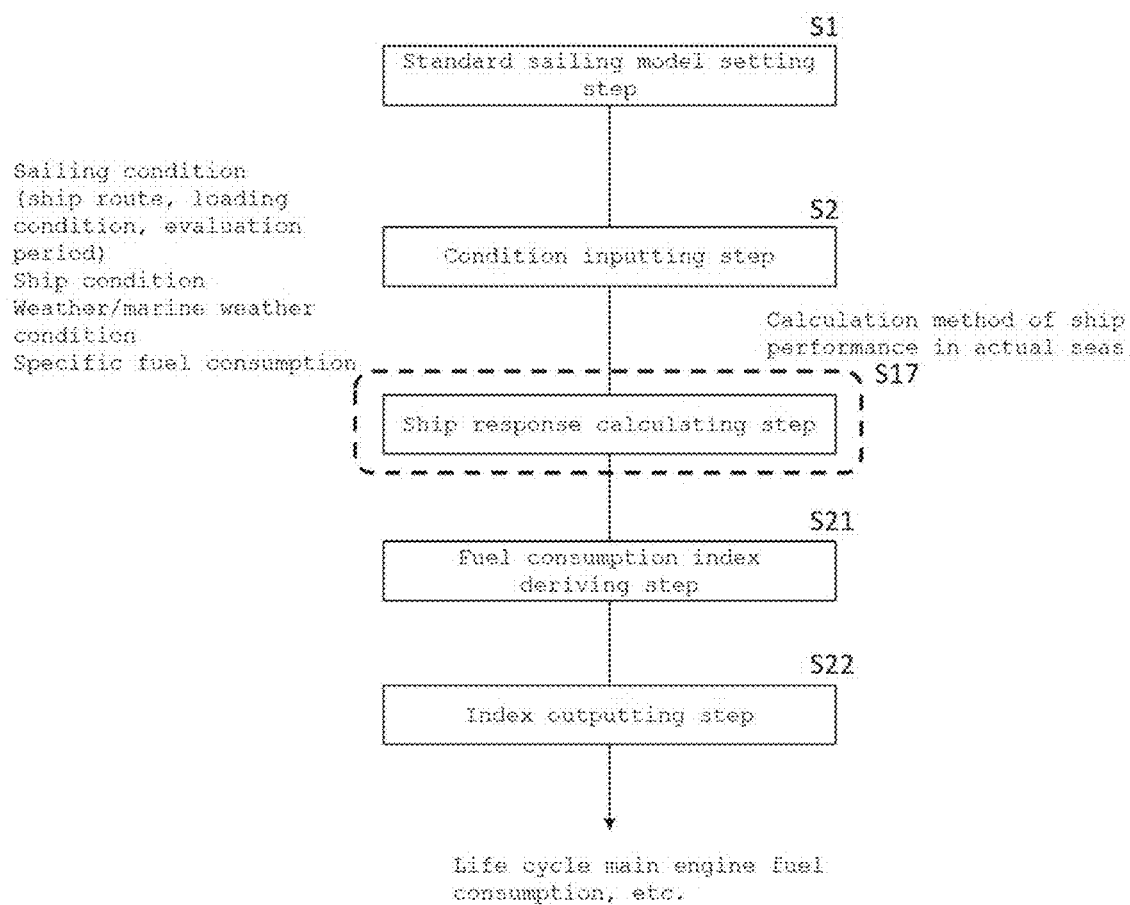 S1
Standard sailing model setting
step
Sailing condition
(ship route, loading
condition, evaluation
period)
Ship condition
Weather/marine weather
condition
Specific fuel consumption
S2
Condition inputting step
Calculation method of ship
performance in actual seas
S17
Ship response calculating step
S21
Fuel consumption index
deriving step
S22
Index outputting step
Life cycle main engine fuel
consumption, etc.